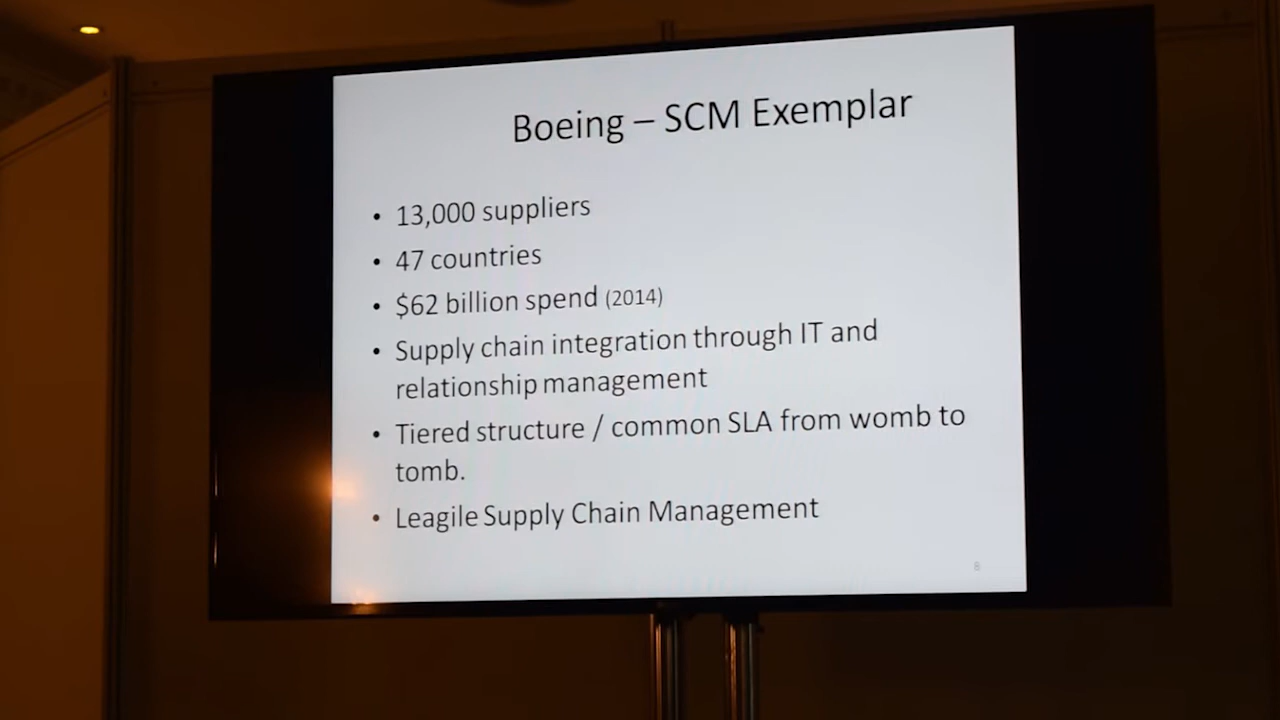 Boeing – SCM Exemplar
• 13,000 suppliers
• 47 countries
• $62 billion spend (2014)
• Supply chain integration through IT and
relationship management
• Tiered structure / common SLA from womb to
tomb.
• Leagile Supply Chain Management
8